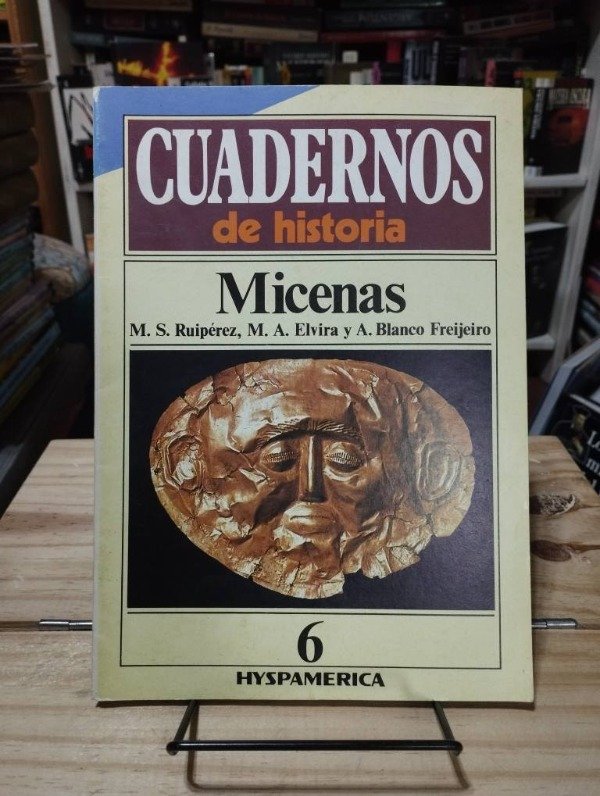 CUADERNOS
de historia
Micenas
M. S. Ruipérez, M. A. Elvira y A. Blanco Freijeiro
6
HYSPAMERICA